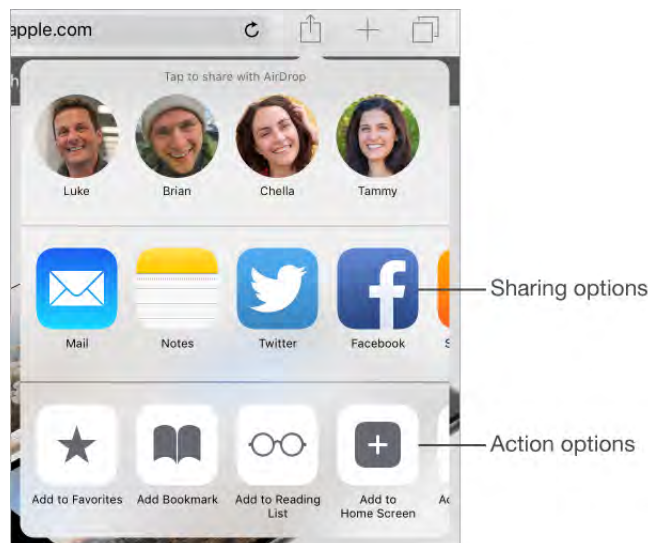 apple.com
Tap to share with AirDrop
Luke Brian Chella Tammy
Sharing options
Mail Notes Twitter Facebook S
Action options
Add to Favorites Add Bookmark Add to Reading List Add to Home Screen